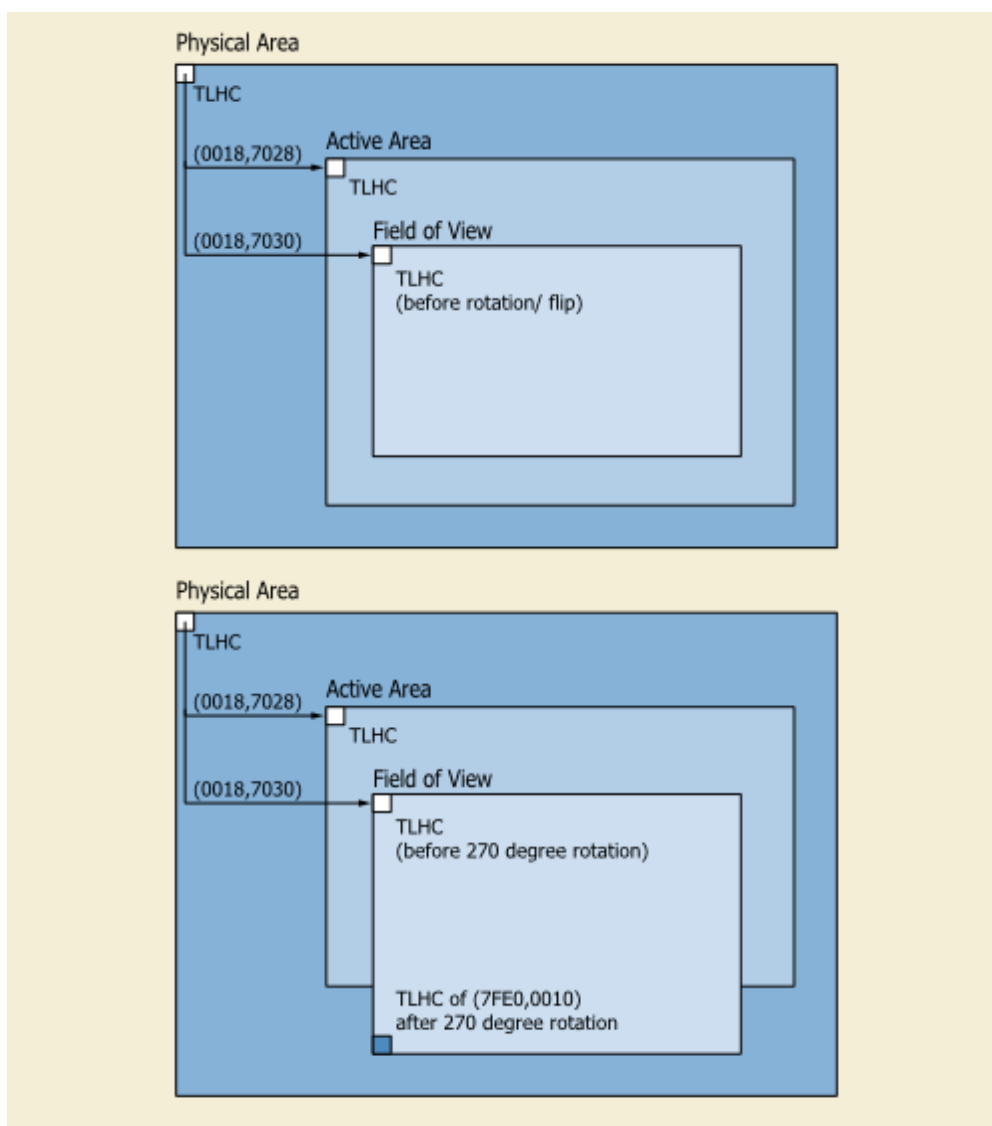 Physical Area
TLHC
Active Area
(0018,7028)
TLHC
Field of View
(0018,7030)
TLHC
(before rotation/ flip)
Physical Area
TLHC
Active Area
(0018,7028)
TLHC
Field of View
(0018,7030)
TLHC
(before 270 degree rotation)
TLHC of (7FE0,0010)
after 270 degree rotation